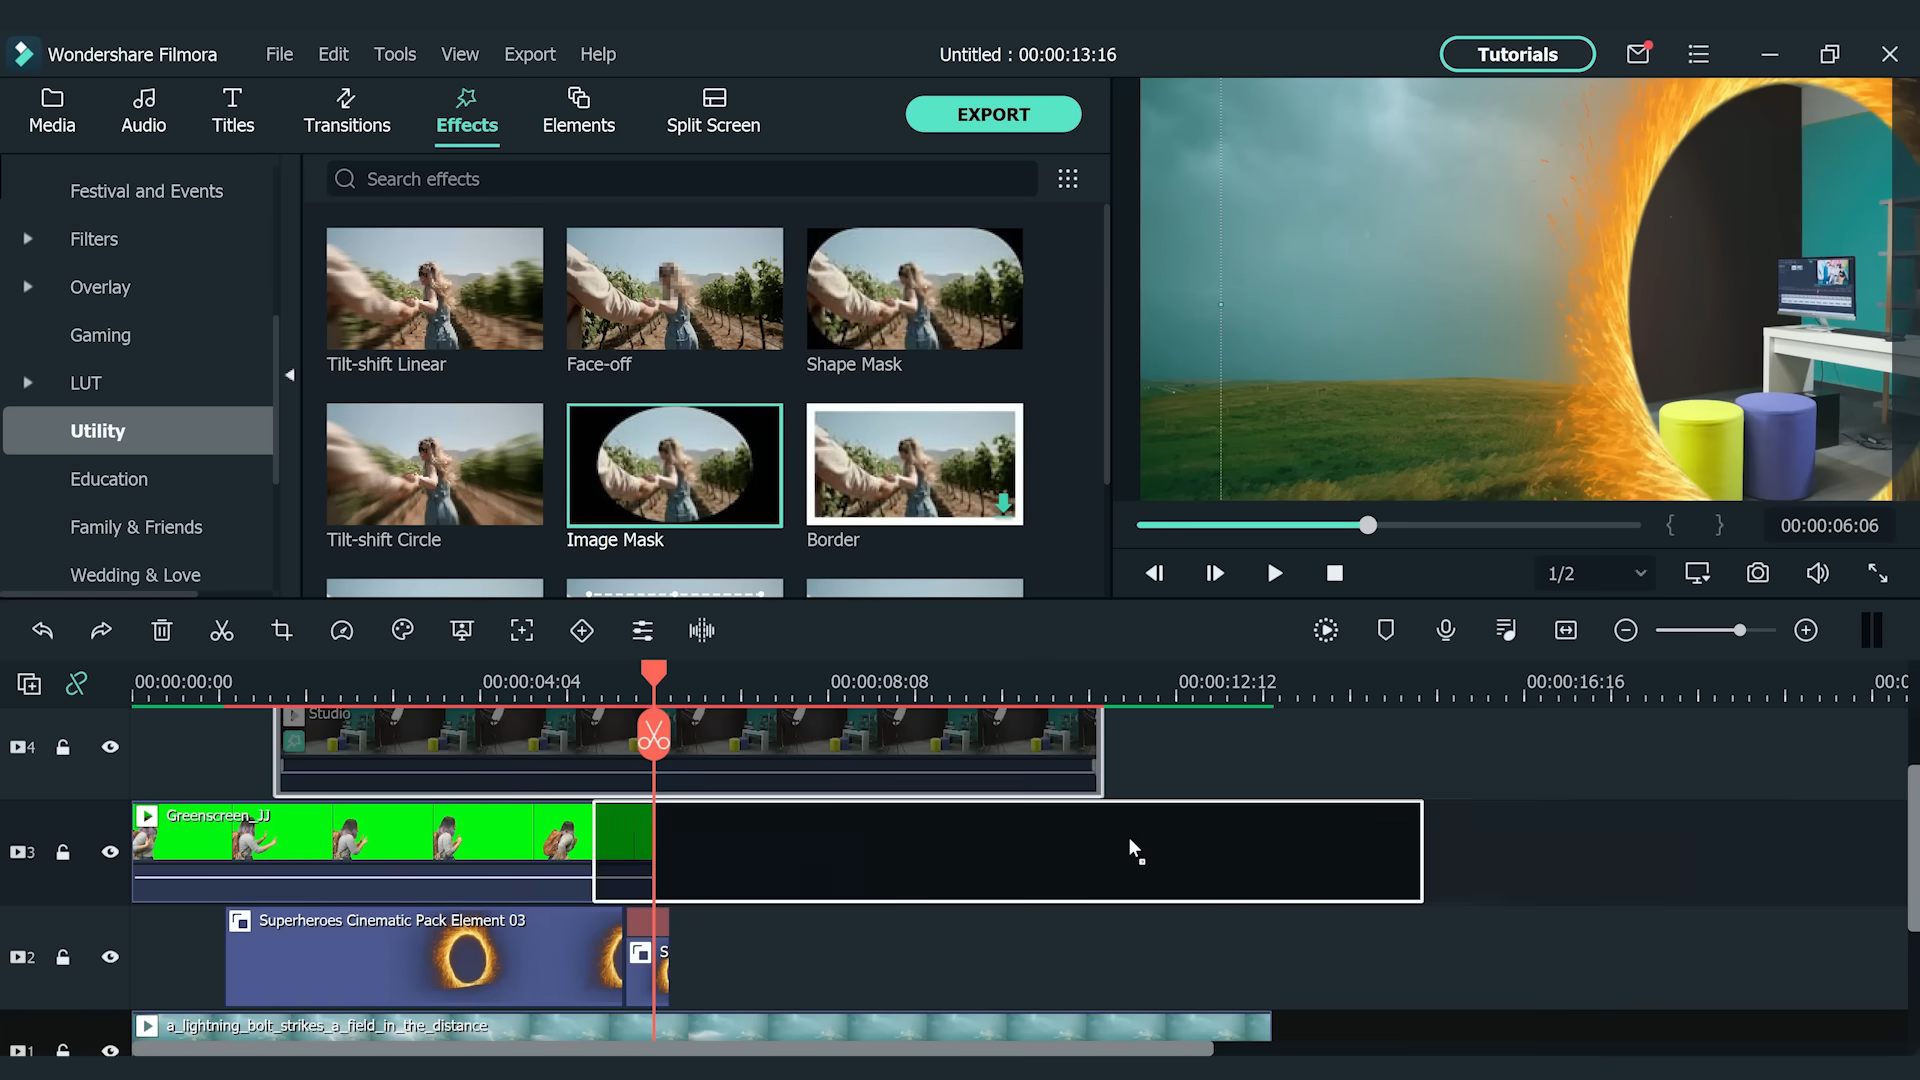 Wondershare Filmora
File
Edit
Tools
View
Export
Help
Untitled : 00:00:13:16
Tutorials
Media
Audio
Titles
Transitions
Effects
Elements
Split Screen
EXPORT
Festival and Events
Filters
Overlay
Gaming
LUT
Utility
Education
Family & Friends
Wedding & Love
Search effects
Tilt-shift Linear
Face-off
Shape Mask
Tilt-shift Circle
Image Mask
Border
00:00:06:06
1/2
00:00:00:00
00:00:04:04
00:00:08:08
00:00:12:12
00:00:16:16
4
Studio
3
Greenscreen_JJ
2
Superheroes Cinematic Pack Element 03
S
1
a_lightning_bolt_strikes_a_field_in_the_distance